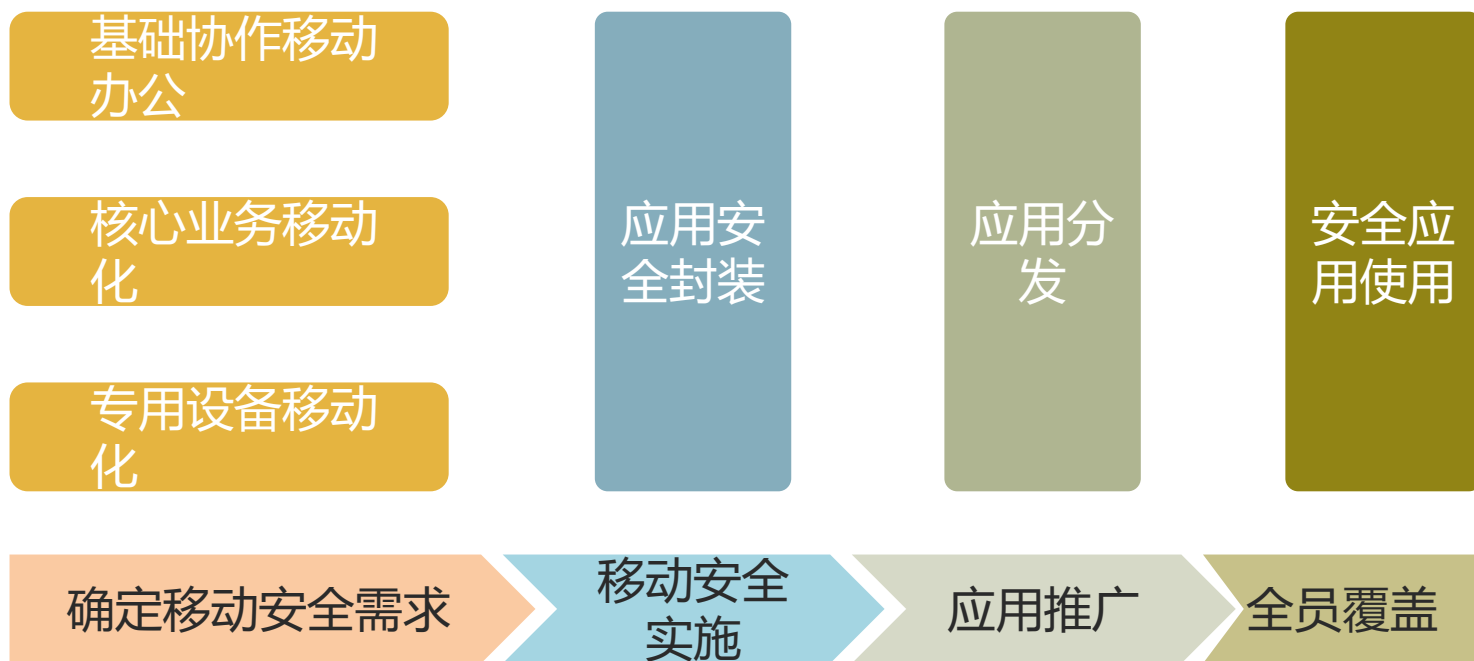 基础协作移动
办公
核心业务移动
化
专用设备移动
化
应用安
全封装
应用分
发
安全应
用使用
确定移动安全需求
移动安全
实施
应用推广
全员覆盖